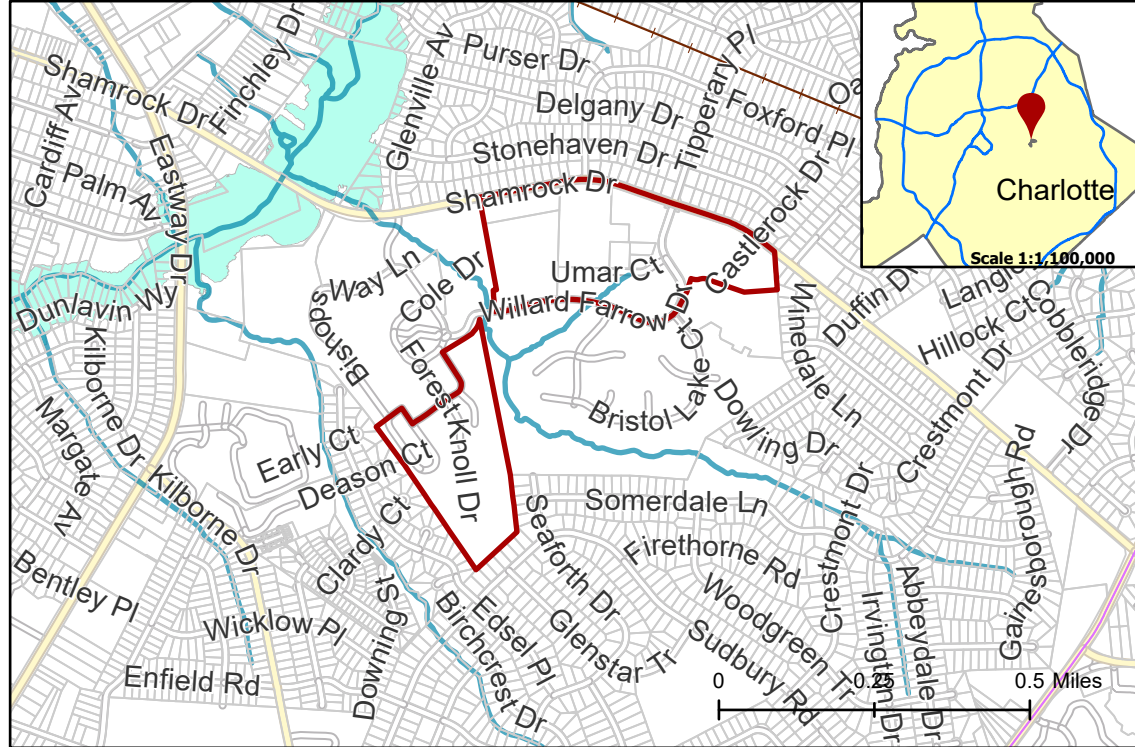 Shamrock Dr
Finchley Dr
Glenville Av
Purser Dr
Tipperary Pl
Oa
Delgany Dr
Foxford Pl
Cardiff Av
Eastway Dr
Stonehaven Dr
Palm Av
Shamrock Dr
Castlerock Dr
Charlotte
Scale 1:1,100,000
Way Ln
Bishops
Cole Dr
Umar Ct
Willard Farrow Dr
Dunlavin Wy
Winedale Ln
Duffin Dr
Langle
Hillock Ct
Cobbleridge Dr
Kilborne Dr
Forest Knoll Dr
Bristol Lake Ct
Dowling Dr
Crestmont Dr
Margate Av
Early Ct
Deason Ct
Gainesborough Rd
Kilborne Dr
Clardy Ct
Seaforth Dr
Somerdale Ln
Crestmont Dr
Firethorne Rd
Bentley Pl
Wicklow Pl
Downing St
Birchcrest Dr
Edsel Pl
Glenstar Tr
Woodgreen Tr
Sudbury Rd
Irvington Dr
Abbeydale Dr
Enfield Rd
0 0.25 0.5 Miles